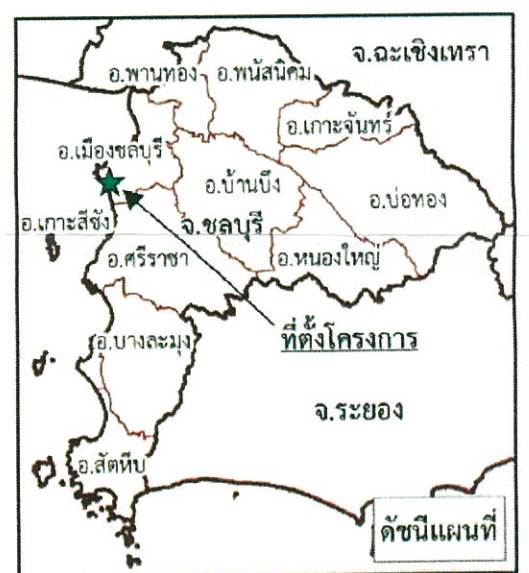 จ.ฉะเชิงเทรา
อ.พานทอง
อ.พนัสนิคม
อ.เกาะจันทร์
อ.เมืองชลบุรี
อ.บ้านบึง
อ.บ่อทอง
อ.เกาะสีชัง
จ.ชลบุรี
อ.ศรีราชา
อ.หนองใหญ่
อ.บางละมุง
ที่ตั้งโครงการ
จ.ระยอง
อ.สัตหีบ
ดัชนีแผนที่